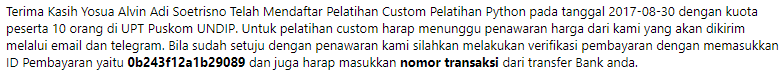 Terima Kasih Yosua Alvin Adi Soetrisno Telah Mendaftar Pelatihan Custom Pelatihan Python pada tanggal 2017-08-30 dengan kuota
peserta 10 orang di UPT Puskom UNDIP. Untuk pelatihan custom harap menunggu penawaran harga dari kami yang akan dikirim
melalui email dan telegram. Bila sudah setuju dengan penawaran kami silahkan melakukan verifikasi pembayaran dengan memasukkan
ID Pembayaran yaitu 0b243f12a1b29089 dan juga harap masukkan nomor transaksi dari transfer Bank anda.